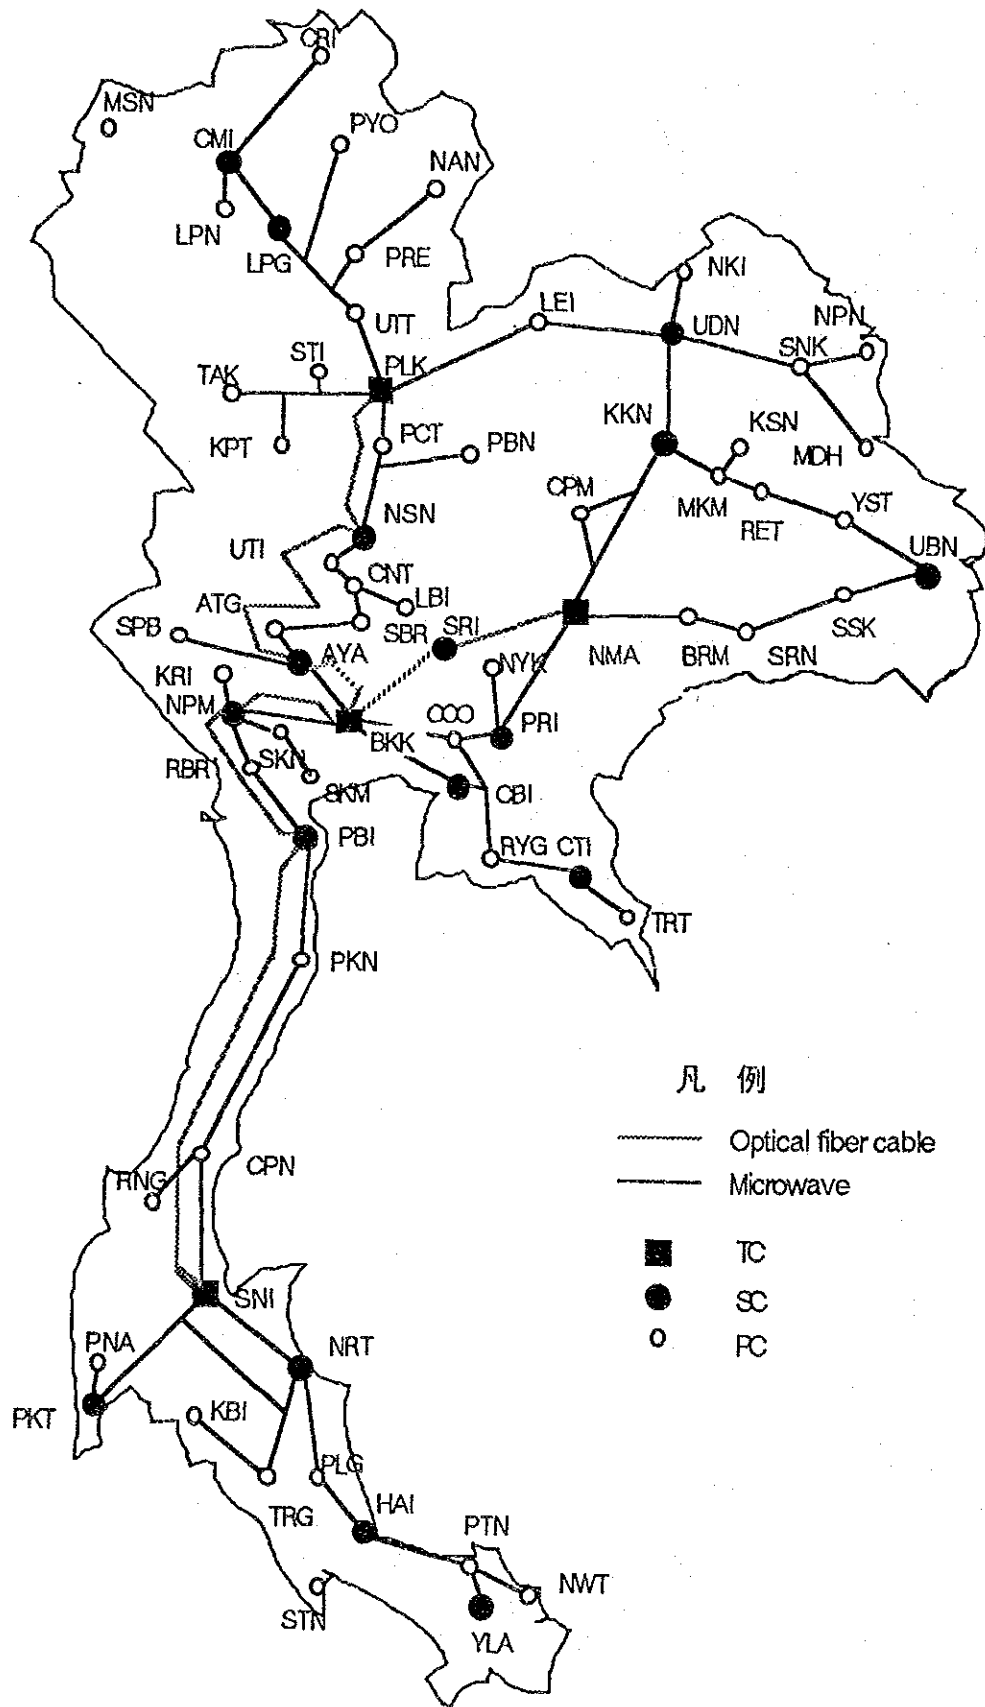 CRI
MSN
PYO
CMI
NAN
LPN
LPG
PRE
NKI
LEI
UTT
UDN
NPN
SNK
STI
PLK
TAK
KKN
KSN
KPT
PCT
PBN
MDH
CPM
MKM
YST
RET
NSN
UTI
UBN
CNT
ATG
LBI
SPB
SBR
SRI
SSK
AYA
NYK
NMA
BRM
SRN
KRI
NPM
COO
PRI
BKK
RBR
SKN
SKM
CBI
PBI
RYG
CTI
TRT
PKN
凡 例
Optical fiber cable
CPN
RNG
Microwave
TC
SNI
SC
PNA
NRT
PC
PKT
KBI
PLG
TRG
HAI
PTN
NWT
STN
YLA